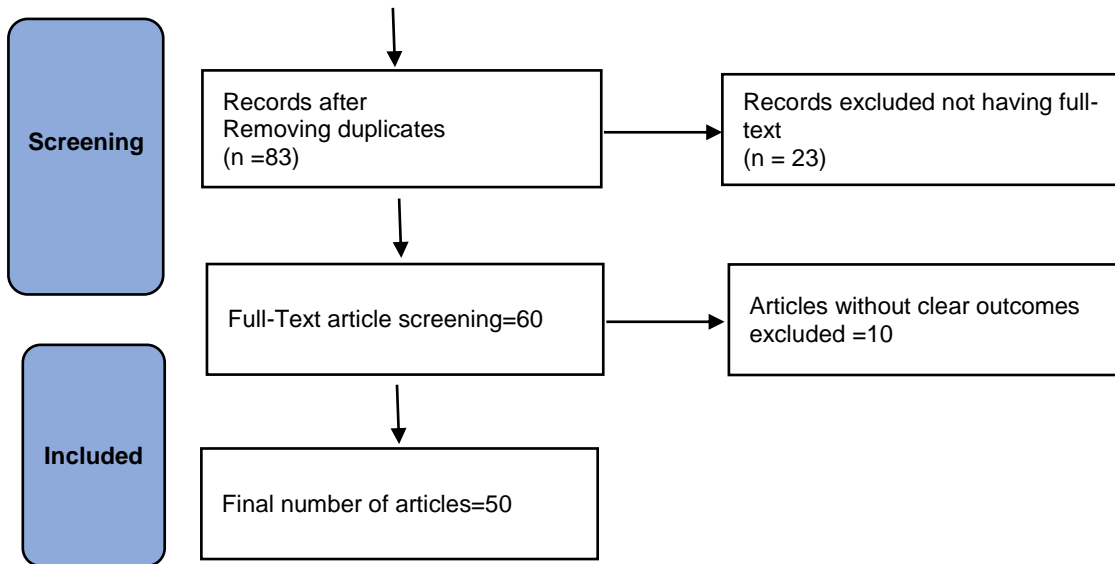 Screening
Records after
Removing duplicates
(n =83)
Records excluded not having full-
text
(n = 23)
Full-Text article screening=60
Articles without clear outcomes
excluded =10
Included
Final number of articles=50